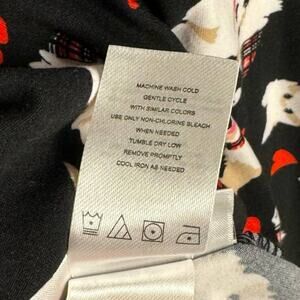 MACHINE WASH COLD
GENTLE CYCLE
WITH SIMILAR COLORS
USE ONLY NON-CHLORINE BLEACH
WHEN NEEDED
TUMBLE DRY LOW
REMOVE PROMPTLY
COOL IRON AS NEEDED